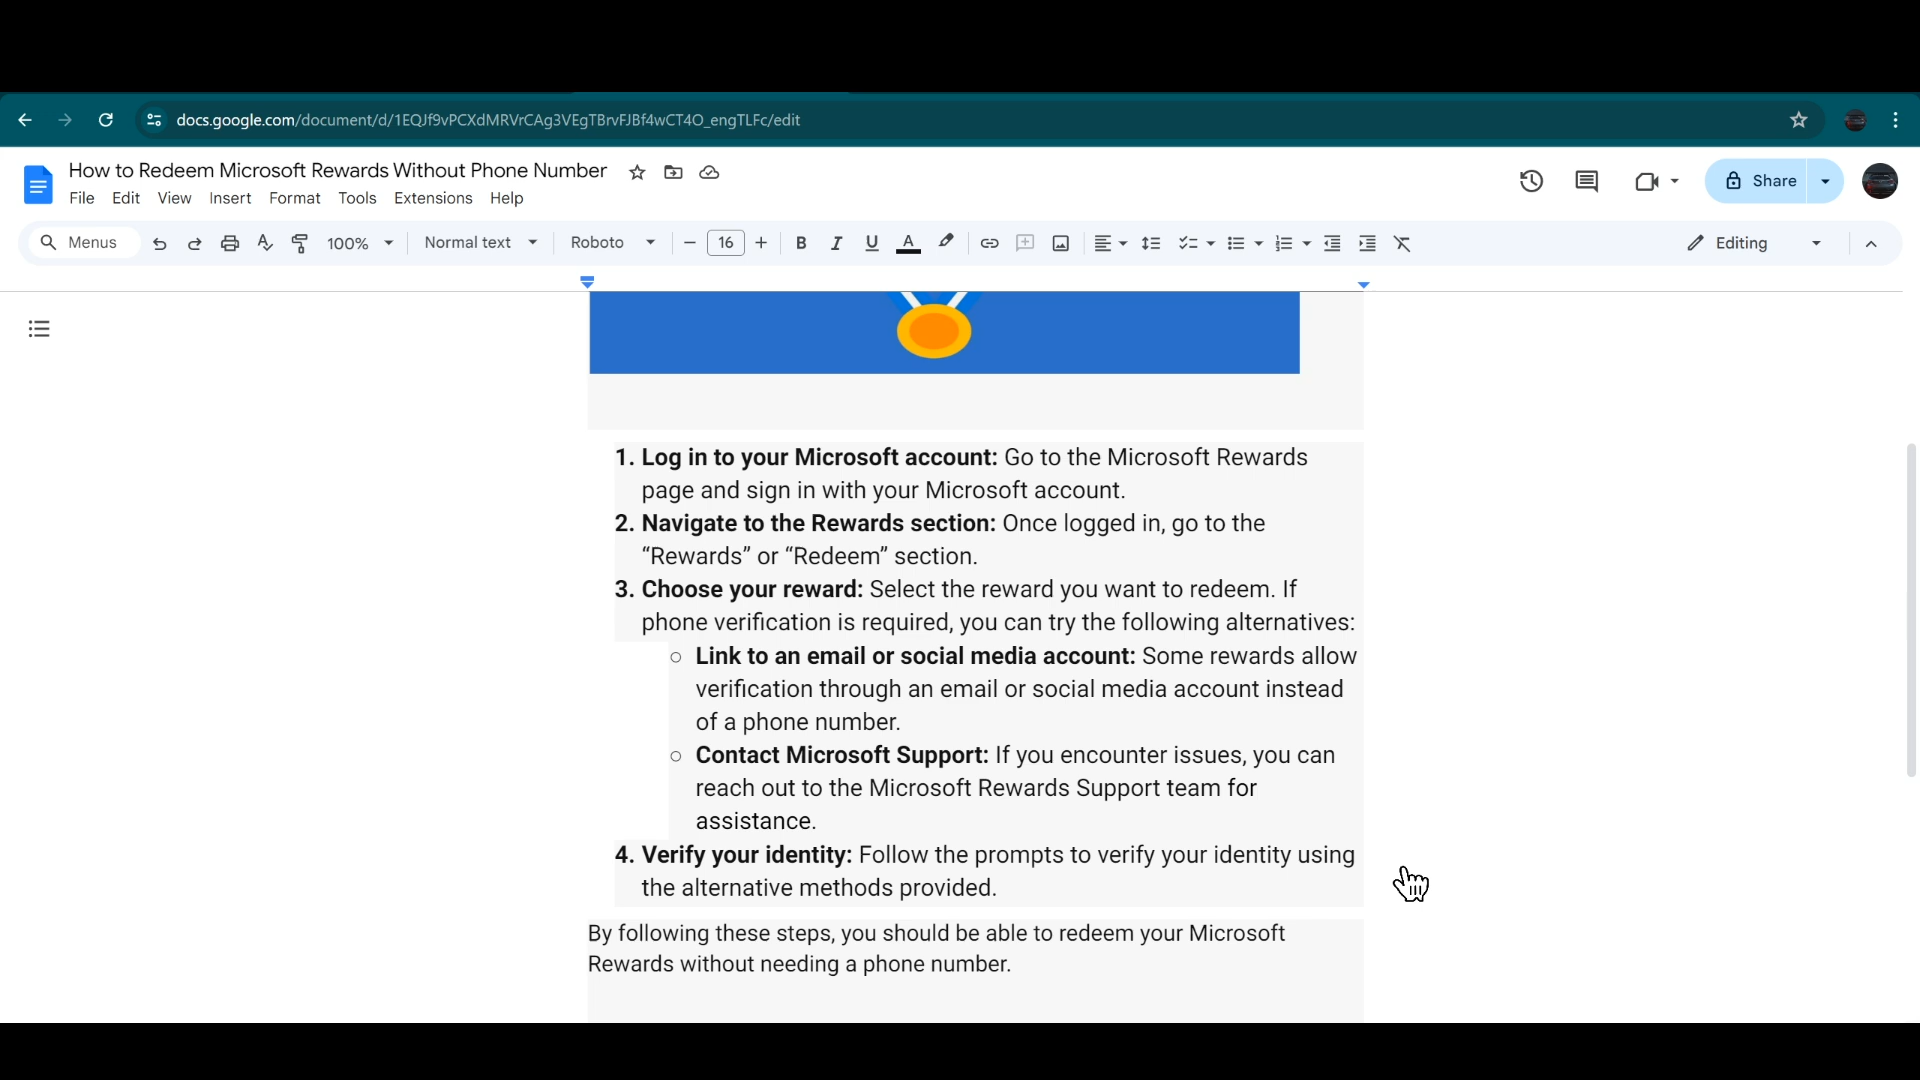 docs.google.com/document/d/1EQJf9vPCXdMRVrCAg3VEgTBrvFJBf4wCT4O_engTLFc/edit
How to Redeem Microsoft Rewards Without Phone Number
File Edit View Insert Format Tools Extensions Help
Share
Menus 100% Normal text Roboto 16 Editing
1. Log in to your Microsoft account: Go to the Microsoft Rewards
page and sign in with your Microsoft account.
2. Navigate to the Rewards section: Once logged in, go to the
“Rewards” or “Redeem” section.
3. Choose your reward: Select the reward you want to redeem. If
phone verification is required, you can try the following alternatives:
○ Link to an email or social media account: Some rewards allow
verification through an email or social media account instead
of a phone number.
○ Contact Microsoft Support: If you encounter issues, you can
reach out to the Microsoft Rewards Support team for
assistance.
4. Verify your identity: Follow the prompts to verify your identity using
the alternative methods provided.
By following these steps, you should be able to redeem your Microsoft
Rewards without needing a phone number.